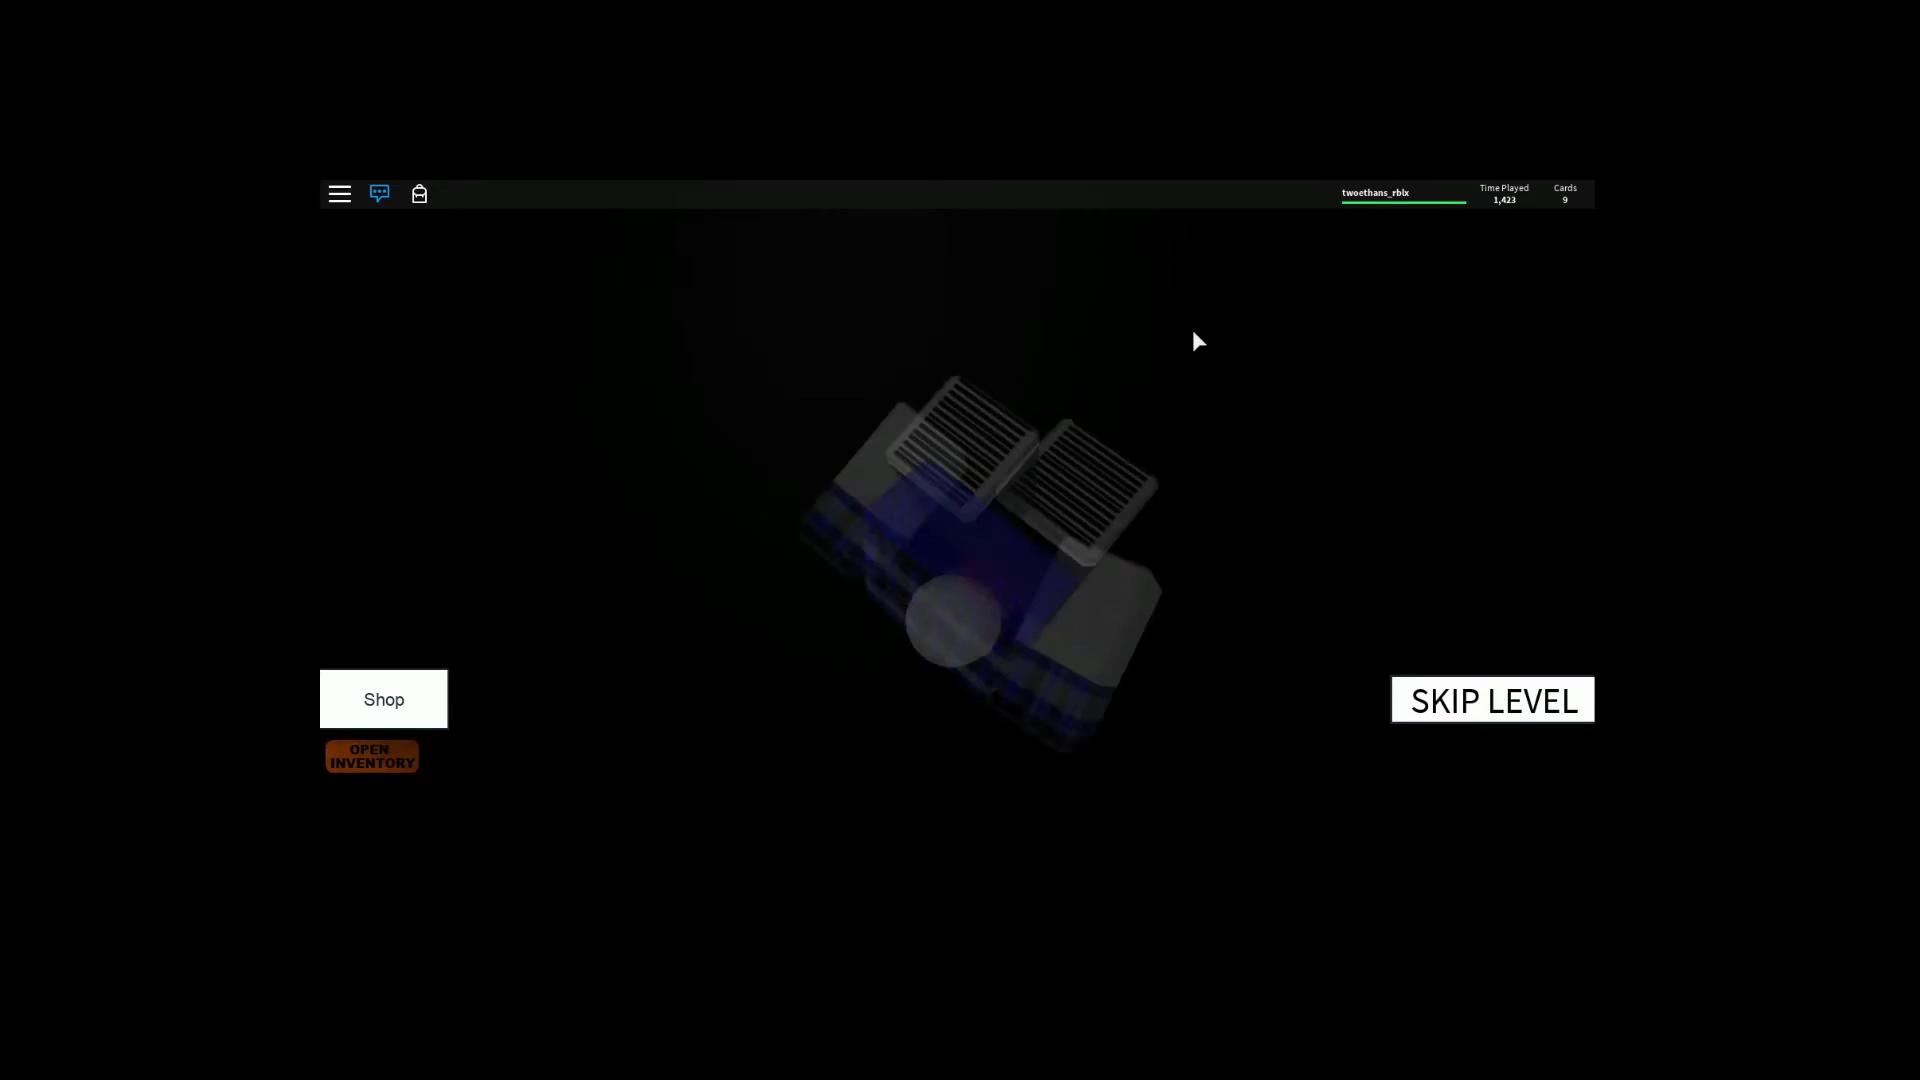 twoethans_rblx
Time Played
1,423
Cards
9
Shop
SKIP LEVEL
OPEN
INVENTORY